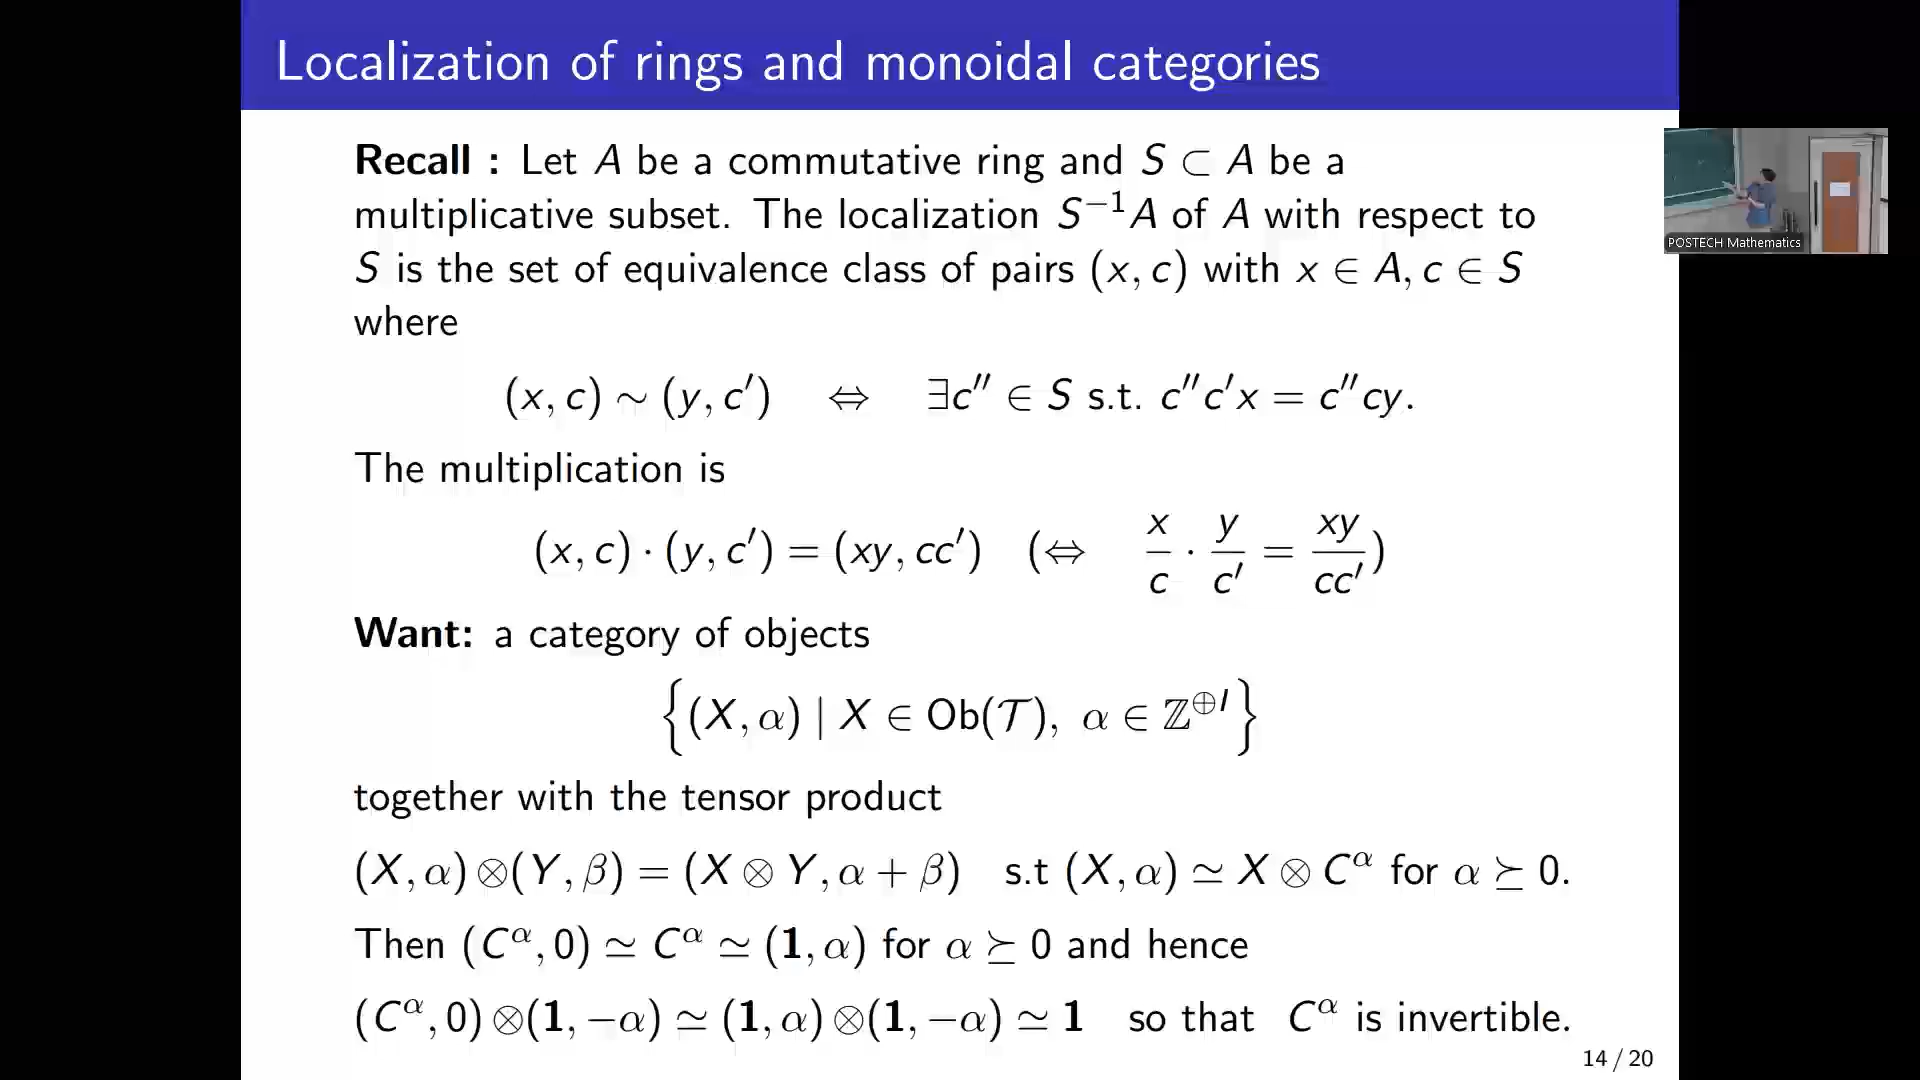 Localization of rings and monoidal categories
Recall : Let A be a commutative ring and S ⊂ A be a
multiplicative subset. The localization S⁻¹A of A with respect to
S is the set of equivalence class of pairs (x, c) with x ∈ A, c ∈ S
where
(x, c) ∼ (y, c′) ⇔ ∃c″ ∈ S s.t. c″c′x = c″cy.
The multiplication is
(x, c) · (y, c′) = (xy, cc′) (⇔ x/c · y/c′ = xy/cc′)
Want: a category of objects
{(X, α) | X ∈ Ob(𝒯), α ∈ ℤ^{⊕I}}
together with the tensor product
(X, α) ⊗ (Y, β) = (X ⊗ Y, α + β) s.t (X, α) ≃ X ⊗ C^α for α ⪰ 0.
Then (C^α, 0) ≃ C^α ≃ (𝟏, α) for α ⪰ 0 and hence
(C^α, 0) ⊗ (𝟏, −α) ≃ (𝟏, α) ⊗ (𝟏, −α) ≃ 𝟏 so that C^α is invertible.
14 / 20
POSTECH Mathematics